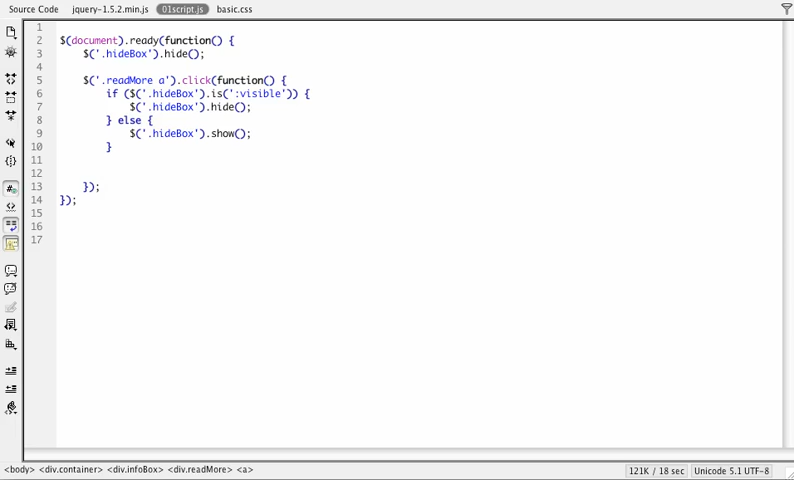 Source Code jquery-1.5.2.min.js 01script.js basic.css
1
2 $(document).ready(function() {
3 $('.hideBox').hide();
4
5 $('.readMore a').click(function() {
6 if ($('.hideBox').is(':visible')) {
7 $('.hideBox').hide();
8 } else {
9 $('.hideBox').show();
10 }
11
12
13 });
14 });
15
16
17
<body> <div.container> <div.infoBox> <div.readMore> <a> 121K / 18 sec Unicode 5.1 UTF-8